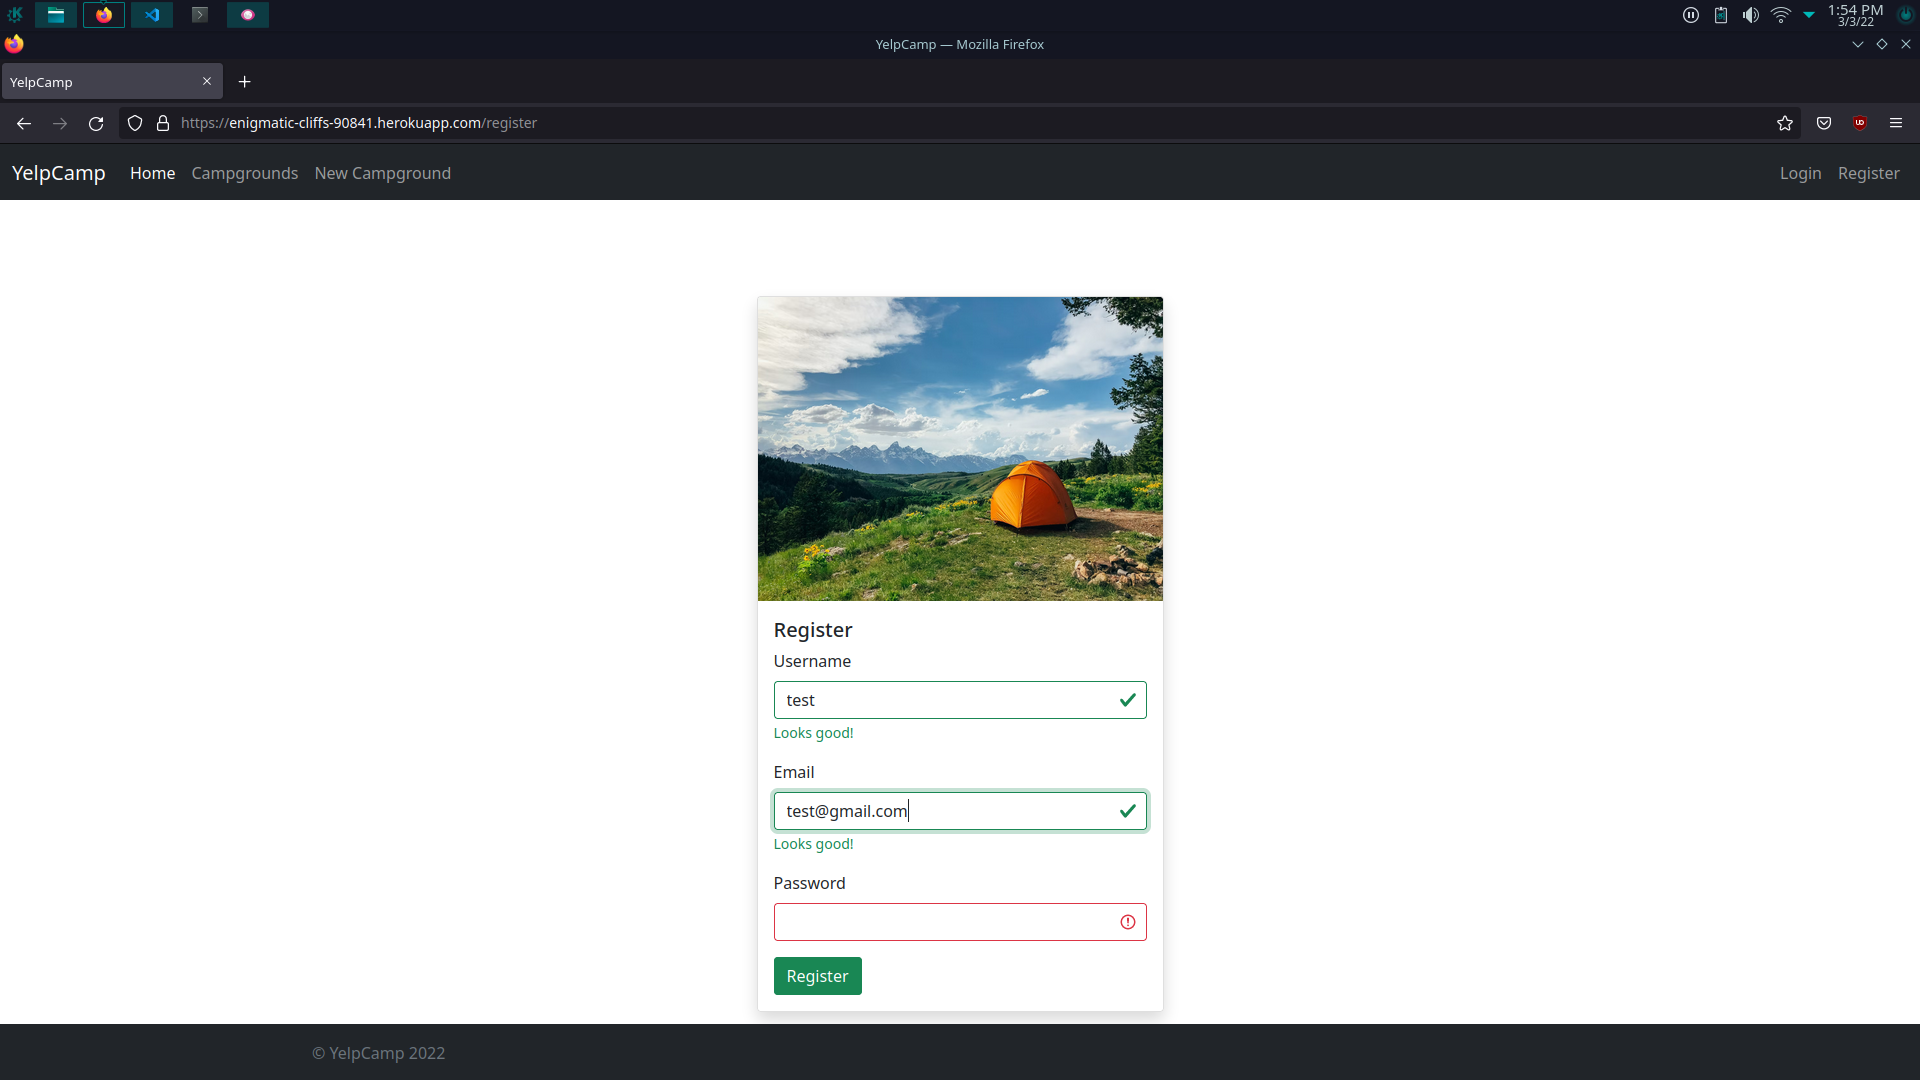 1:54 PM
3/3/22
YelpCamp — Mozilla Firefox
YelpCamp
https://enigmatic-cliffs-90841.herokuapp.com/register
YelpCamp Home Campgrounds New Campground Login Register
Register
Username
test
Looks good!
Email
test@gmail.com
Looks good!
Password
Register
© YelpCamp 2022